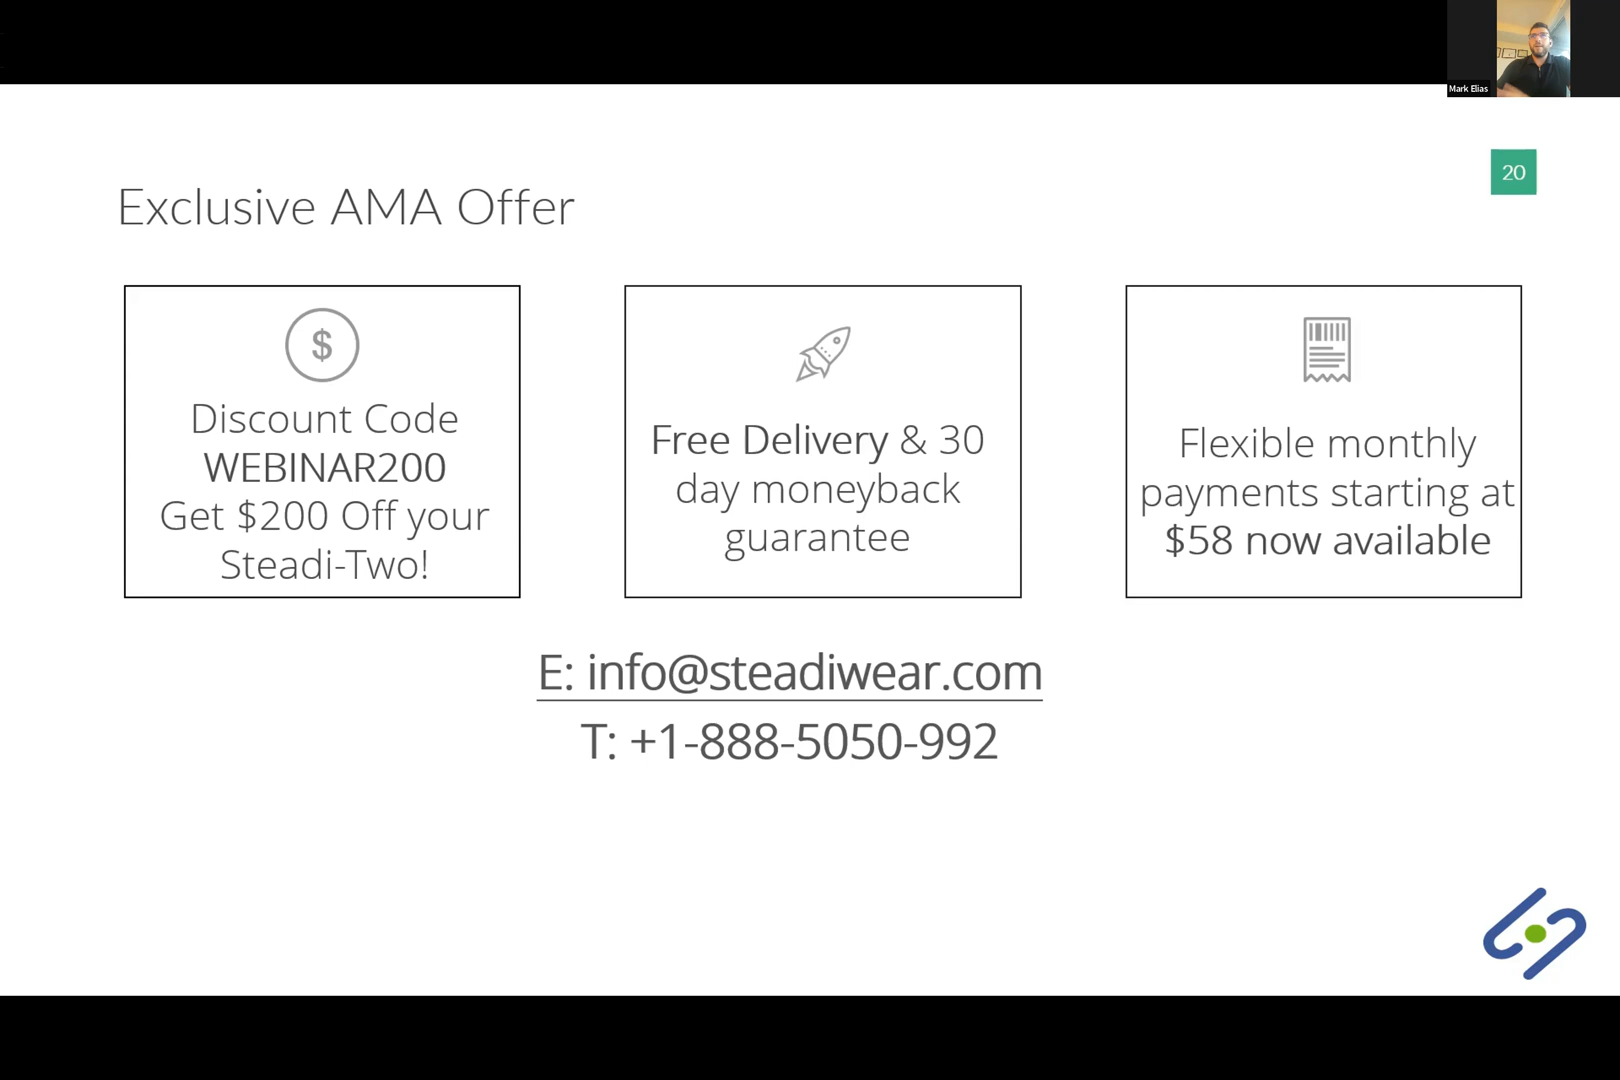 Mark Elias
20
Exclusive AMA Offer
$
Discount Code
WEBINAR200
Get $200 Off your
Steadi-Two!
Free Delivery & 30
day moneyback
guarantee
Flexible monthly
payments starting at
$58 now available
E: info@steadiwear.com
T: +1-888-5050-992